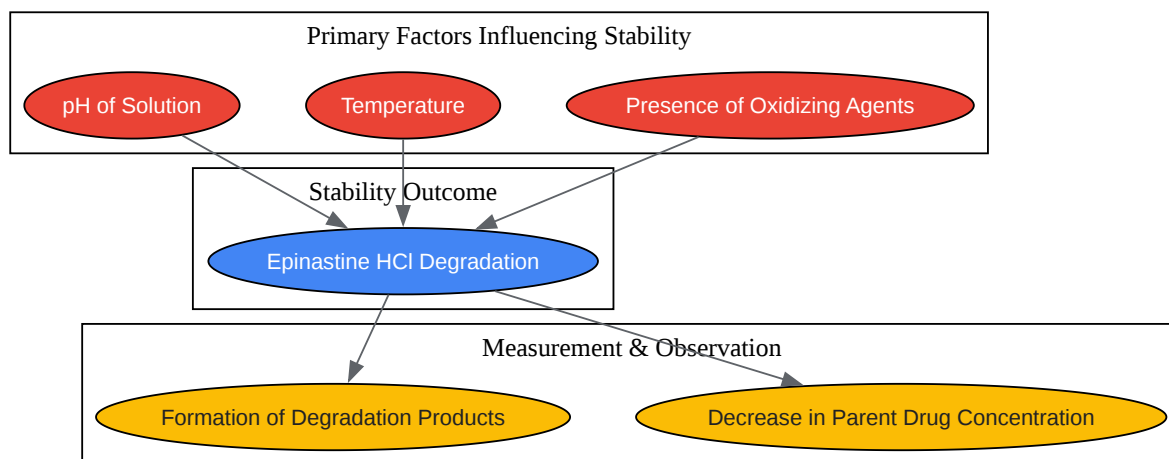 Primary Factors Influencing Stability
pH of Solution
Temperature
Presence of Oxidizing Agents
Stability Outcome
Epinastine HCl Degradation
Measurement & Observation
Formation of Degradation Products
Decrease in Parent Drug Concentration